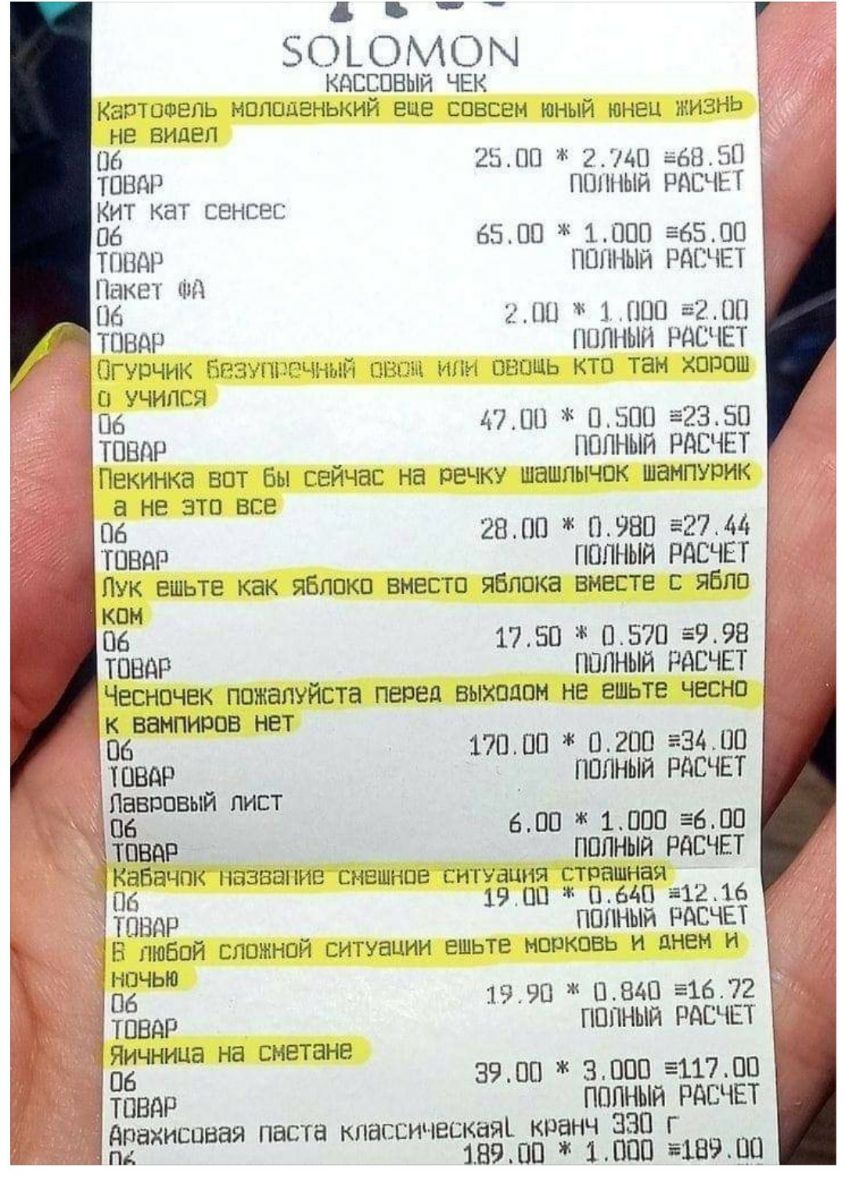 SOLOMON
КАССОВЫЙ ЧЕК
Картофель молоденький еще совсем юный юнец жизнь
не видел
06 25.00 * 2.740 ≡68.50
ТОВАР ПОЛНЫЙ РАСЧЕТ
Кит кат сенсес
06 65.00 * 1.000 ≡65.00
ТОВАР ПОЛНЫЙ РАСЧЕТ
Пакет ФА
06 2.00 * 1.000 ≡2.00
ТОВАР ПОЛНЫЙ РАСЧЕТ
Огурчик безупречный овощ или овощь кто там хорош
о учился
06 47.00 * 0.500 ≡23.50
ТОВАР ПОЛНЫЙ РАСЧЕТ
Пекинка вот бы сейчас на речку шашлычок шампурик
а не это все
06 28.00 * 0.980 ≡27.44
ТОВАР ПОЛНЫЙ РАСЧЕТ
Лук ешьте как яблоко вместо яблока вместе с ябло
ком
06 17.50 * 0.570 ≡9.98
ТОВАР ПОЛНЫЙ РАСЧЕТ
Чесночек пожалуйста перед выходом не ешьте чесно
к вампиров нет
06 170.00 * 0.200 ≡34.00
ТОВАР ПОЛНЫЙ РАСЧЕТ
Лавровый лист
06 6.00 * 1.000 ≡6.00
ТОВАР ПОЛНЫЙ РАСЧЕТ
Кабачок название смешное ситуация страшная
06 19.00 * 0.640 ≡12.16
ТОВАР ПОЛНЫЙ РАСЧЕТ
В любой сложной ситуации ешьте морковь и днем и
ночью
06 19.90 * 0.840 ≡16.72
ТОВАР ПОЛНЫЙ РАСЧЕТ
Яичница на сметане
06 39.00 * 3.000 ≡117.00
ТОВАР ПОЛНЫЙ РАСЧЕТ
Арахисовая паста классическаяL кранч 330 г
06 189.00 * 1.000 ≡189.00